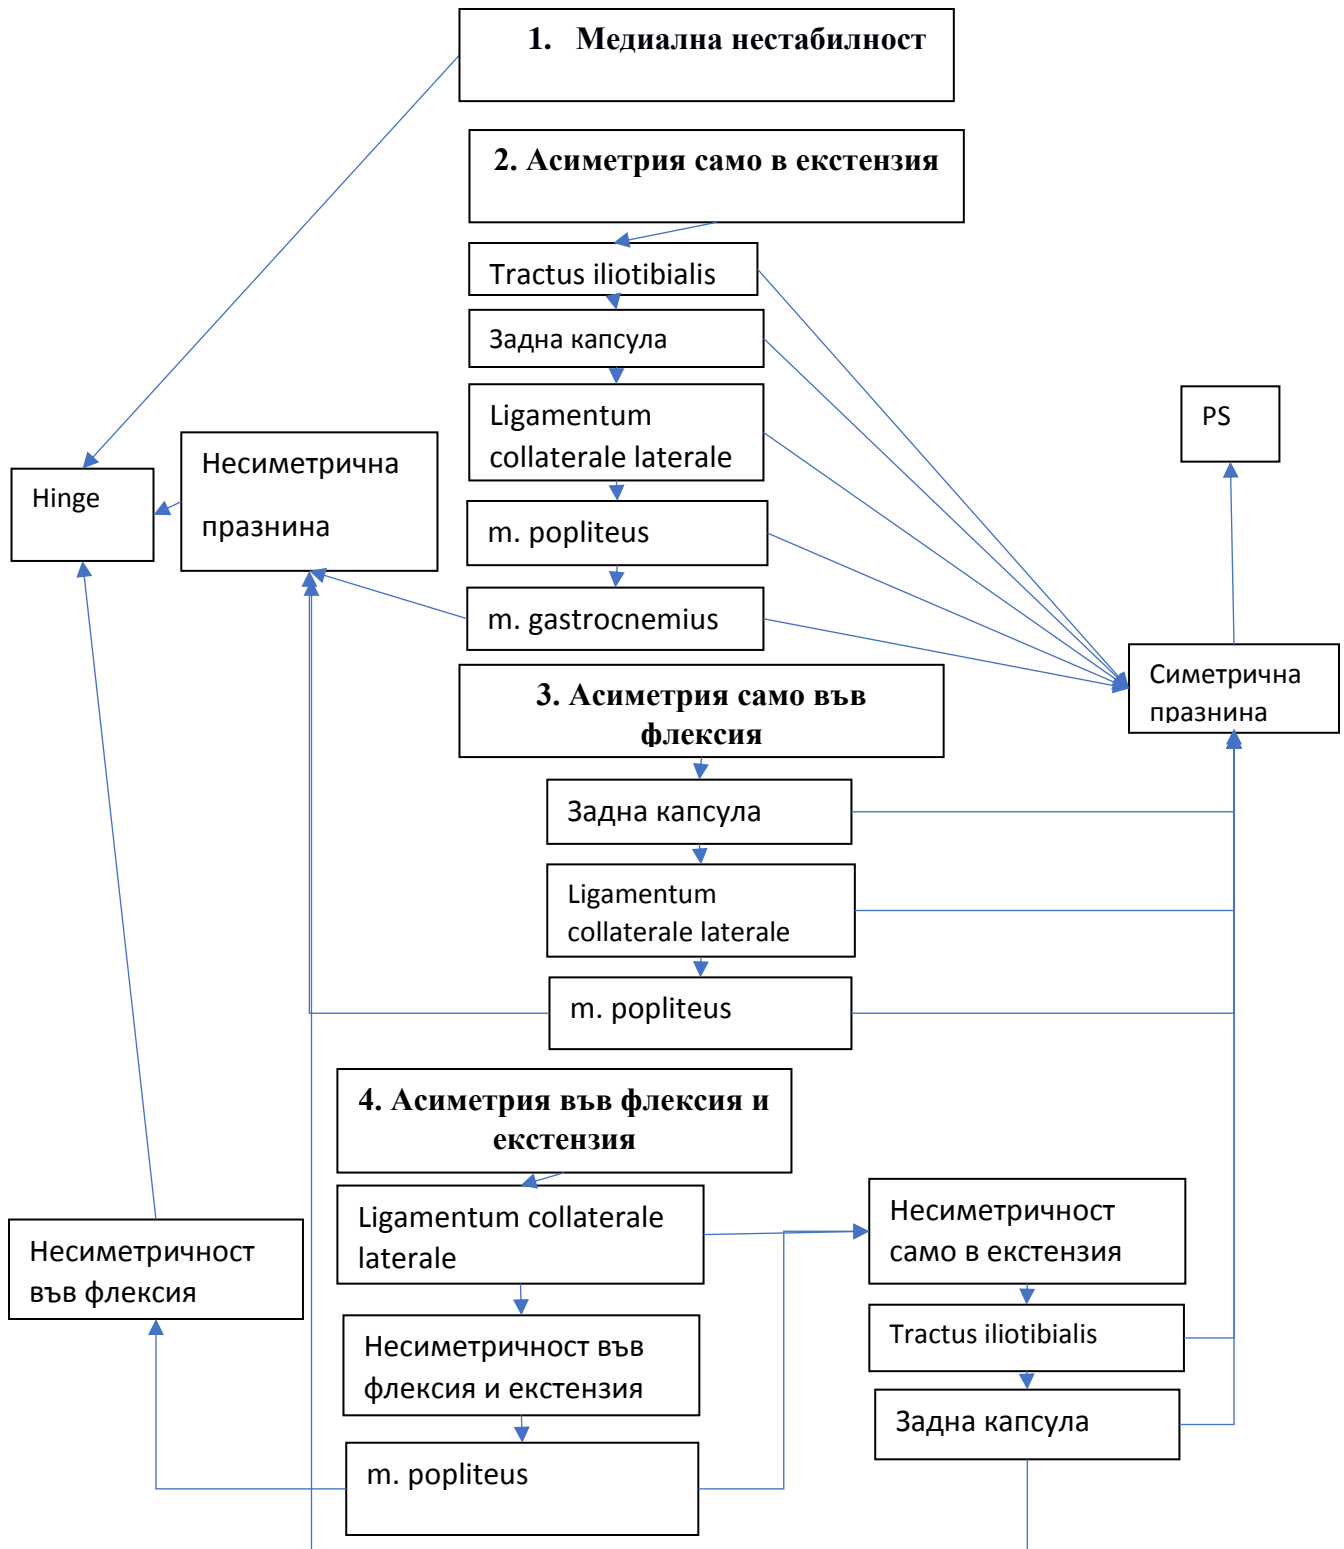 1. Медиална нестабилност
2. Асиметрия само в екстензия
Tractus iliotibialis
Задна капсула
Ligamentum
collaterale laterale
PS
Несиметрична
празнина
Hinge
m. popliteus
m. gastrocnemius
Симетрична
празнина
3. Асиметрия само във
флексия
Задна капсула
Ligamentum
collaterale laterale
m. popliteus
4. Асиметрия във флексия и
екстензия
Ligamentum collaterale
laterale
Несиметричност
само в екстензия
Несиметричност
във флексия
Tractus iliotibialis
Несиметричност във
флексия и екстензия
Задна капсула
m. popliteus